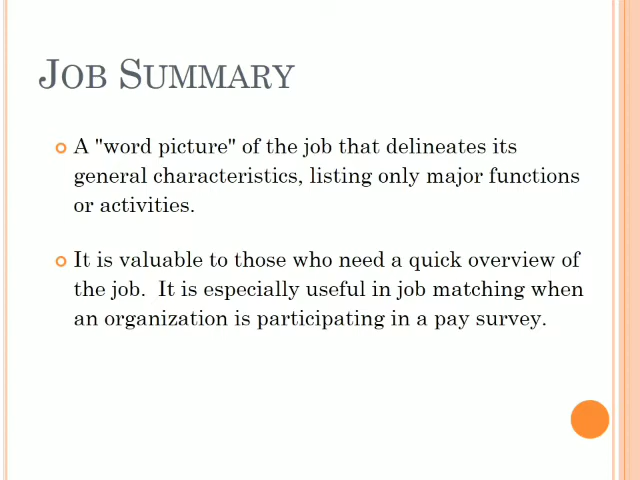 JOB SUMMARY
A "word picture" of the job that delineates its
general characteristics, listing only major functions
or activities.
It is valuable to those who need a quick overview of
the job.  It is especially useful in job matching when
an organization is participating in a pay survey.